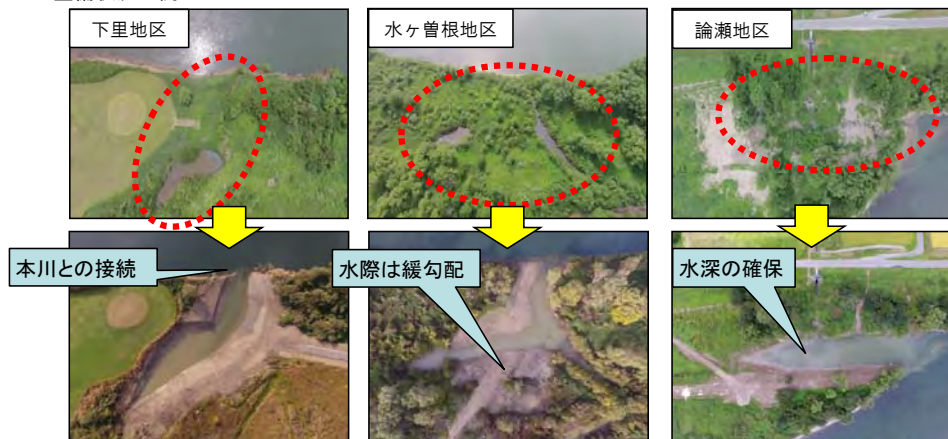 下里地区
水ヶ曽根地区
論瀬地区
本川との接続
水際は緩勾配
水深の確保